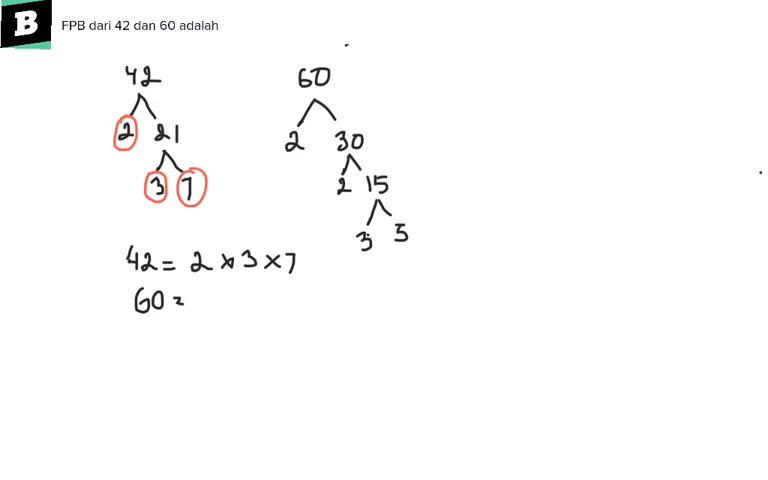 B FPB dari 42 dan 60 adalah
42 60
2 21 2 30
3 7 2 15
3 5
42 = 2 × 3 × 7
60 =